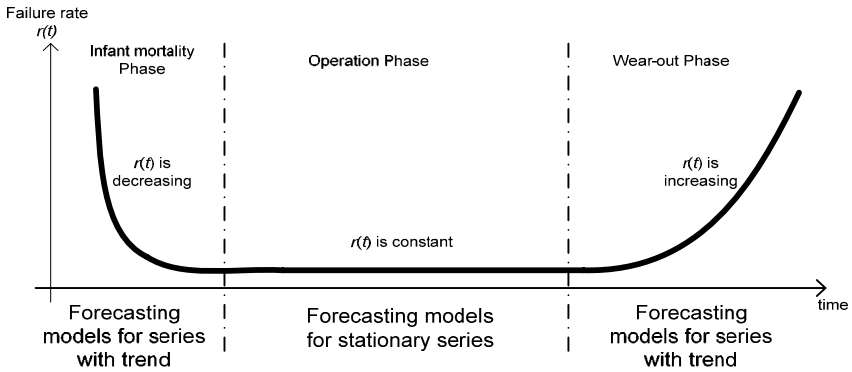 Failure rate
r(t)
Infant mortality
Phase
Operation Phase
Wear-out Phase
r(t) is
decreasing
r(t) is constant
r(t) is
increasing
time
Forecasting
models for series
with trend
Forecasting models
for stationary series
Forecasting
models for series
with trend